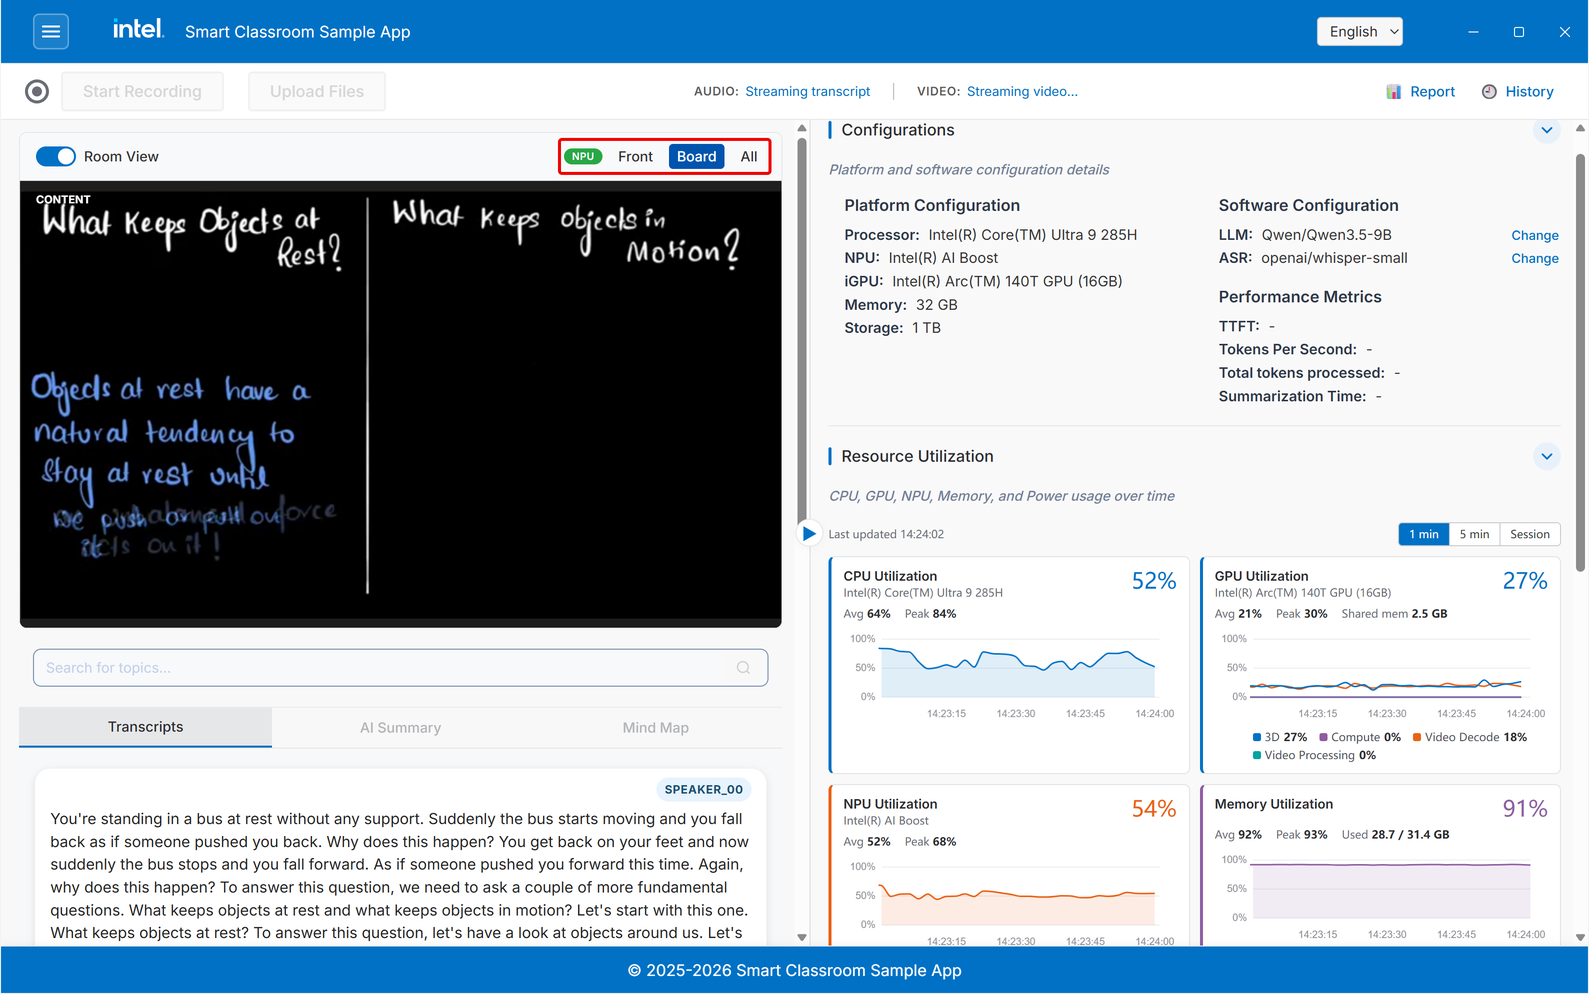 intel. Smart Classroom Sample App
English
Start Recording
Upload Files
AUDIO: Streaming transcript
VIDEO: Streaming video...
Report
History
Room View
NPU Front Board All
CONTENT
What Keeps Objects at
Rest?
What keeps objects in
Motion?
Objects at rest have a
natural tendency to
stay at rest until
we push or pull
it
Search for topics...
Transcripts
AI Summary
Mind Map
SPEAKER_00
You're standing in a bus at rest without any support. Suddenly the bus starts moving and you fall
back as if someone pushed you back. Why does this happen? You get back on your feet and now
suddenly the bus stops and you fall forward. As if someone pushed you forward this time. Again,
why does this happen? To answer this question, we need to ask a couple of more fundamental
questions. What keeps objects at rest and what keeps objects in motion? Let's start with this one.
What keeps objects at rest? To answer this question, let's have a look at objects around us. Let's
Configurations
Platform and software configuration details
Platform Configuration
Processor: Intel(R) Core(TM) Ultra 9 285H
NPU: Intel(R) AI Boost
iGPU: Intel(R) Arc(TM) 140T GPU (16GB)
Memory: 32 GB
Storage: 1 TB
Software Configuration
LLM: Qwen/Qwen3.5-9B Change
ASR: openai/whisper-small Change
Performance Metrics
TTFT: -
Tokens Per Second: -
Total tokens processed: -
Summarization Time: -
Resource Utilization
CPU, GPU, NPU, Memory, and Power usage over time
Last updated 14:24:02
1 min 5 min Session
CPU Utilization 52%
Intel(R) Core(TM) Ultra 9 285H
Avg 64% Peak 84%
100%
50%
0%
14:23:15 14:23:30 14:23:45 14:24:00
GPU Utilization 27%
Intel(R) Arc(TM) 140T GPU (16GB)
Avg 21% Peak 30% Shared mem 2.5 GB
100%
50%
0%
14:23:15 14:23:30 14:23:45 14:24:00
3D 27% Compute 0% Video Decode 18%
Video Processing 0%
NPU Utilization 54%
Intel(R) AI Boost
Avg 52% Peak 68%
100%
50%
0%
14:23:15 14:23:30 14:23:45 14:24:00
Memory Utilization 91%
Avg 92% Peak 93% Used 28.7 / 31.4 GB
100%
50%
0%
14:23:15 14:23:30 14:23:45 14:24:00
© 2025-2026 Smart Classroom Sample App